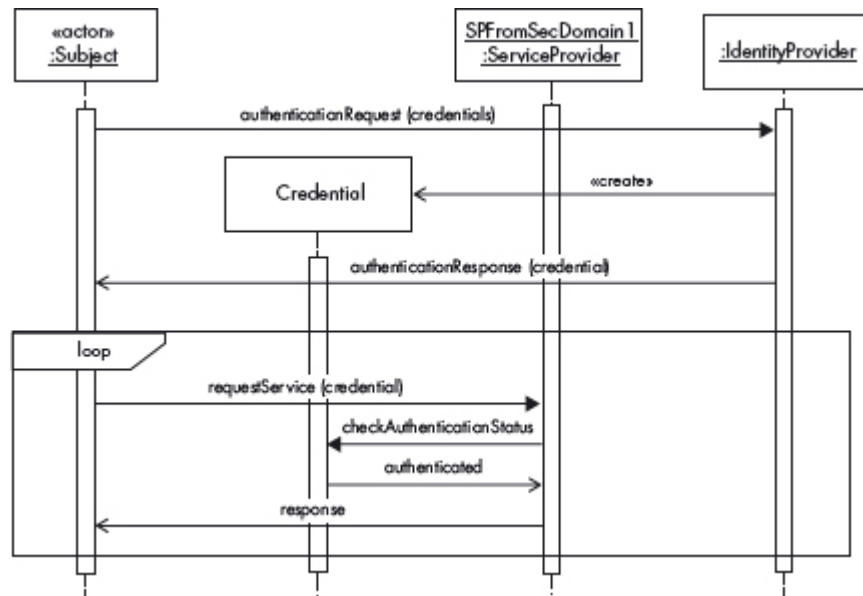 «actor»
:Subject
SPFromSecDomain1
:ServiceProvider
:IdentityProvider
authenticationRequest (credentials)
Credential
«create»
authenticationResponse (credential)
loop
requestService (credential)
checkAuthenticationStatus
authenticated
response